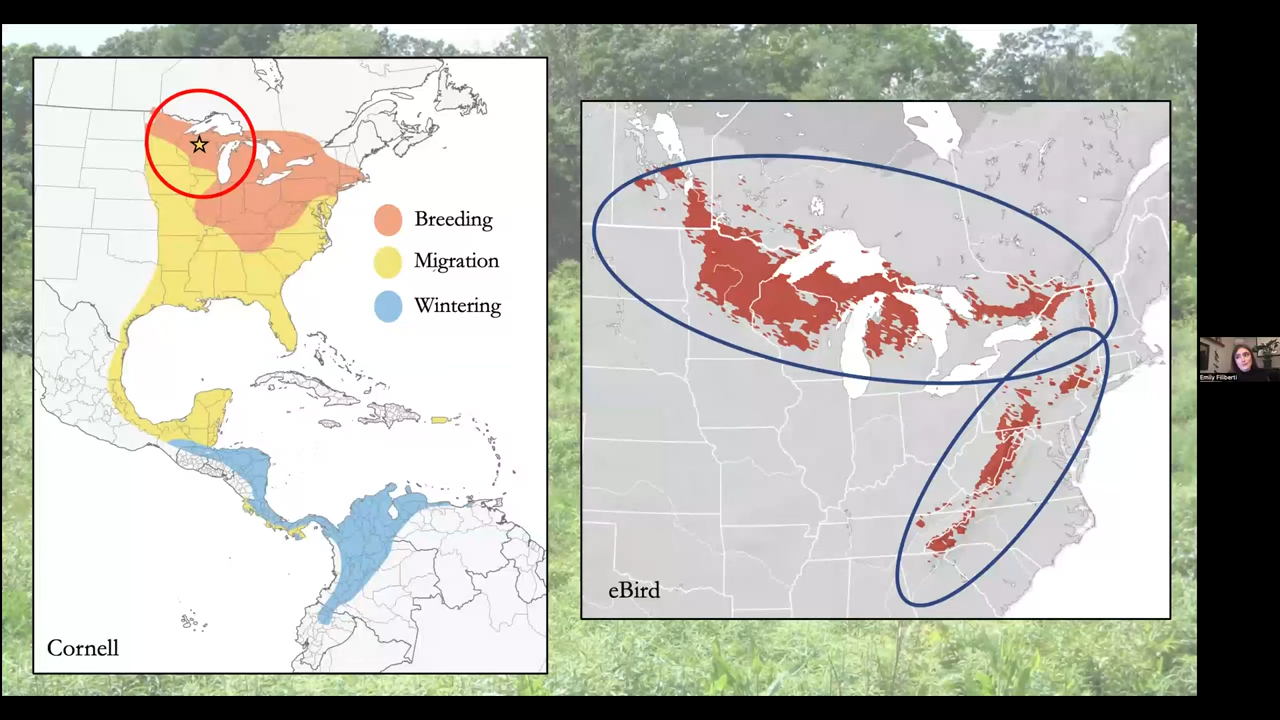 Breeding
Migration
Wintering
Cornell
eBird
Emily Filiberti